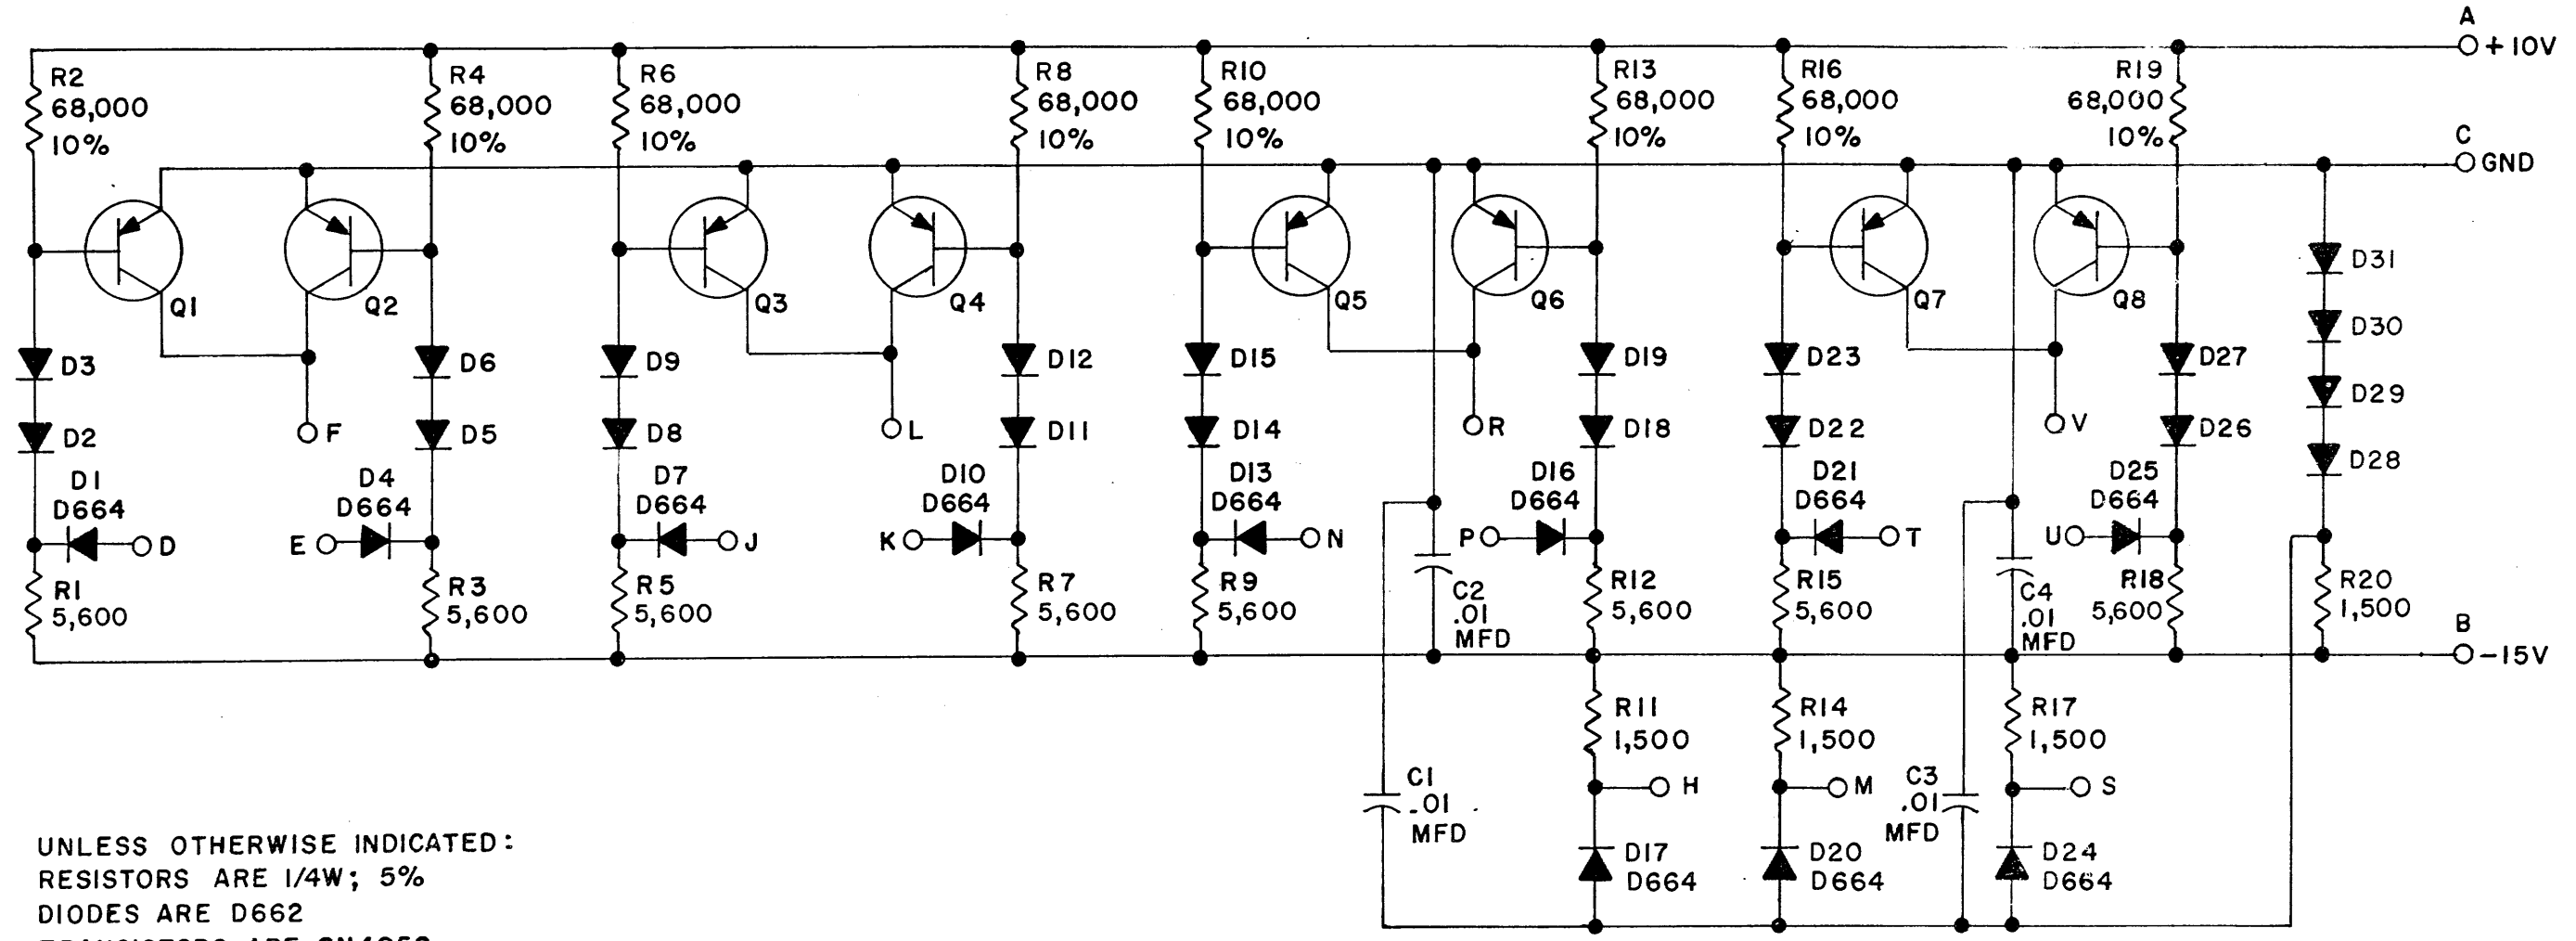 A
+10V
R2
68,000
10%
R4
68,000
10%
R6
68,000
10%
R8
68,000
10%
R10
68,000
10%
R13
68,000
10%
R16
68,000
10%
R19
68,000
10%
C
GND
Q1
Q2
Q3
Q4
Q5
Q6
Q7
Q8
D31
D30
D29
D28
D3
D6
D9
D12
D15
D19
D23
D27
D2
F
D5
D8
L
D11
D14
R
D18
D22
V
D26
D1
D664
D4
D664
D7
D664
D10
D664
D13
D664
D16
D664
D21
D664
D25
D664
D
E
J
K
N
P
T
U
R1
5,600
R3
5,600
R5
5,600
R7
5,600
R9
5,600
C2
.01
MFD
R12
5,600
R15
5,600
C4
.01
MFD
R18
5,600
R20
1,500
B
-15V
R11
1,500
R14
1,500
R17
1,500
C1
.01
MFD
H
M
C3
.01
MFD
S
D17
D664
D20
D664
D24
D664
UNLESS OTHERWISE INDICATED:
RESISTORS ARE 1/4W; 5%
DIODES ARE D662
TRANSISTORS ARE